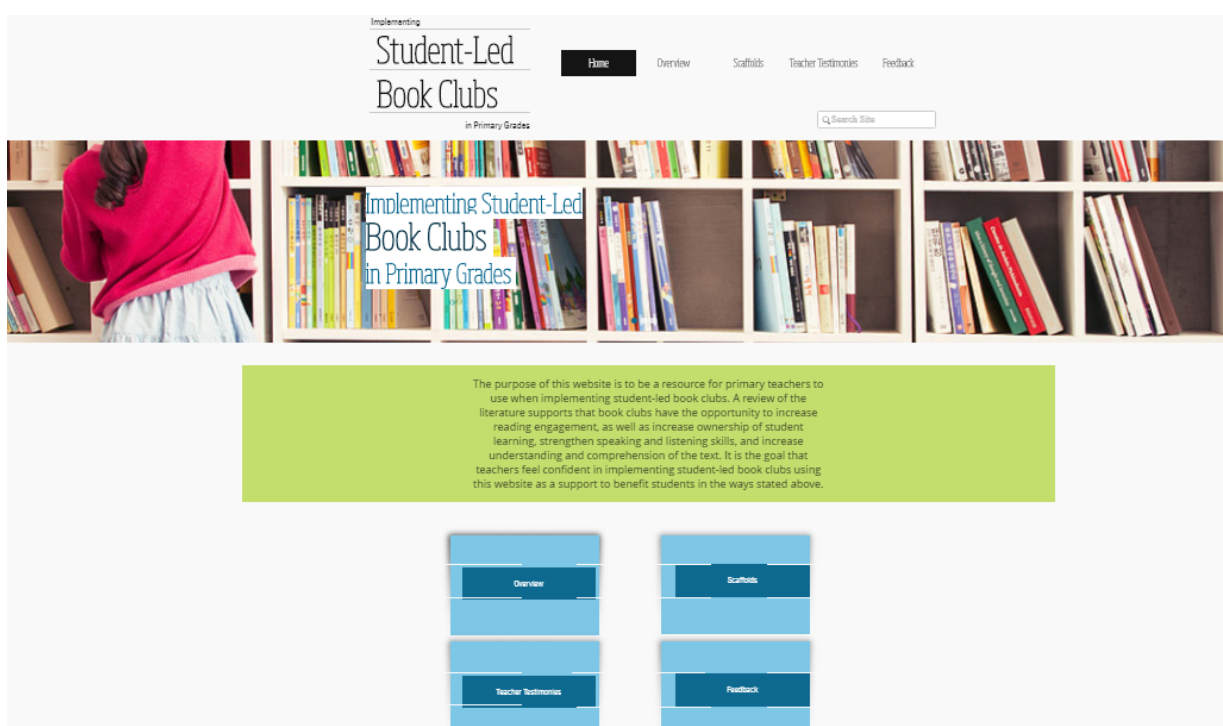 Implementing
Student-Led
Book Clubs
in Primary Grades
Home
Overview
Scaffolds
Teacher Testimonies
Feedback
Search Site
Implementing Student-Led
Book Clubs
in Primary Grades
The purpose of this website is to be a resource for primary teachers to
use when implementing student-led book clubs. A review of the
literature supports that book clubs have the opportunity to increase
reading engagement, as well as increase ownership of student
learning, strengthen speaking and listening skills, and increase
understanding and comprehension of the text. It is the goal that
teachers feel confident in implementing student-led book clubs using
this website as a support to benefit students in the ways stated above.
Overview
Scaffolds
Teacher Testimonies
Feedback